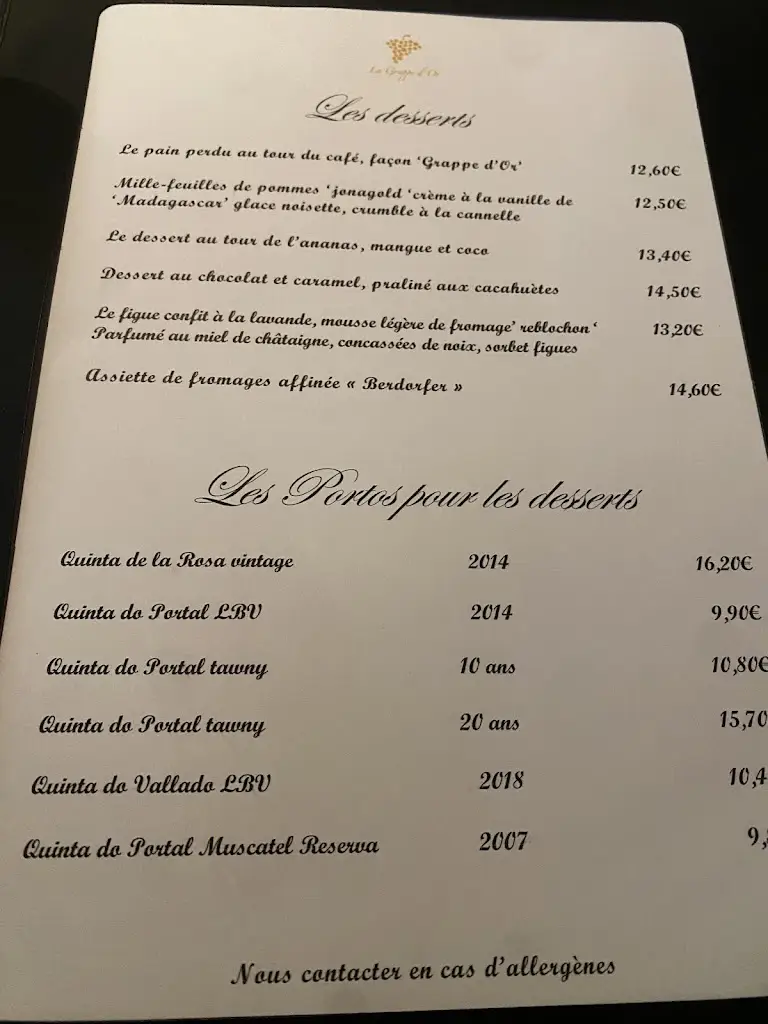 La Grappe d'Or
Les desserts
Le pain perdu au tour du café, façon 'Grappe d'Or' 12,60€
Mille-feuilles de pommes 'jonagold 'crème à la vanille de
'Madagascar' glace noisette, crumble à la cannelle 12,50€
Le dessert au tour de l'ananas, mangue et coco 13,40€
Dessert au chocolat et caramel, praliné aux cacahuètes 14,50€
Le figue confit à la lavande, mousse légère de fromage' reblochon '
Parfumé au miel de châtaigne, concassées de noix, sorbet figues 13,20€
Assiette de fromages affinée « Berdorfer » 14,60€
Les Portos pour les desserts
Quinta de la Rosa vintage 2014 16,20€
Quinta do Portal LBV 2014 9,90€
Quinta do Portal tawny 10 ans 10,80€
Quinta do Portal tawny 20 ans 15,70
Quinta do Vallado LBV 2018 10,4
Quinta do Portal Muscatel Reserva 2007 9,
Nous contacter en cas d'allergènes